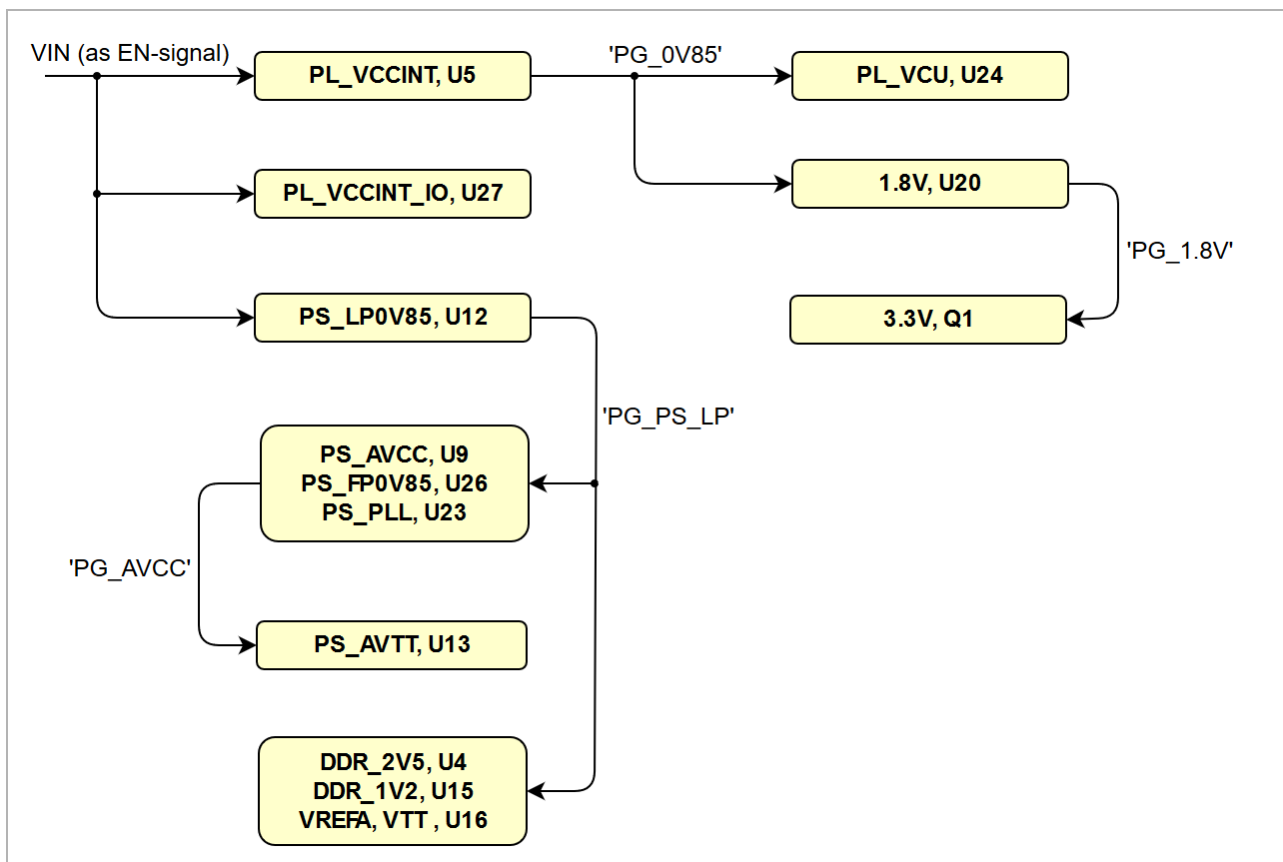 VIN (as EN-signal)
PL_VCCINT, U5
'PG_0V85'
PL_VCU, U24
PL_VCCINT_IO, U27
1.8V, U20
'PG_1.8V'
PS_LP0V85, U12
3.3V, Q1
'PG_PS_LP'
PS_AVCC, U9
PS_FP0V85, U26
PS_PLL, U23
'PG_AVCC'
PS_AVTT, U13
DDR_2V5, U4
DDR_1V2, U15
VREFA, VTT , U16